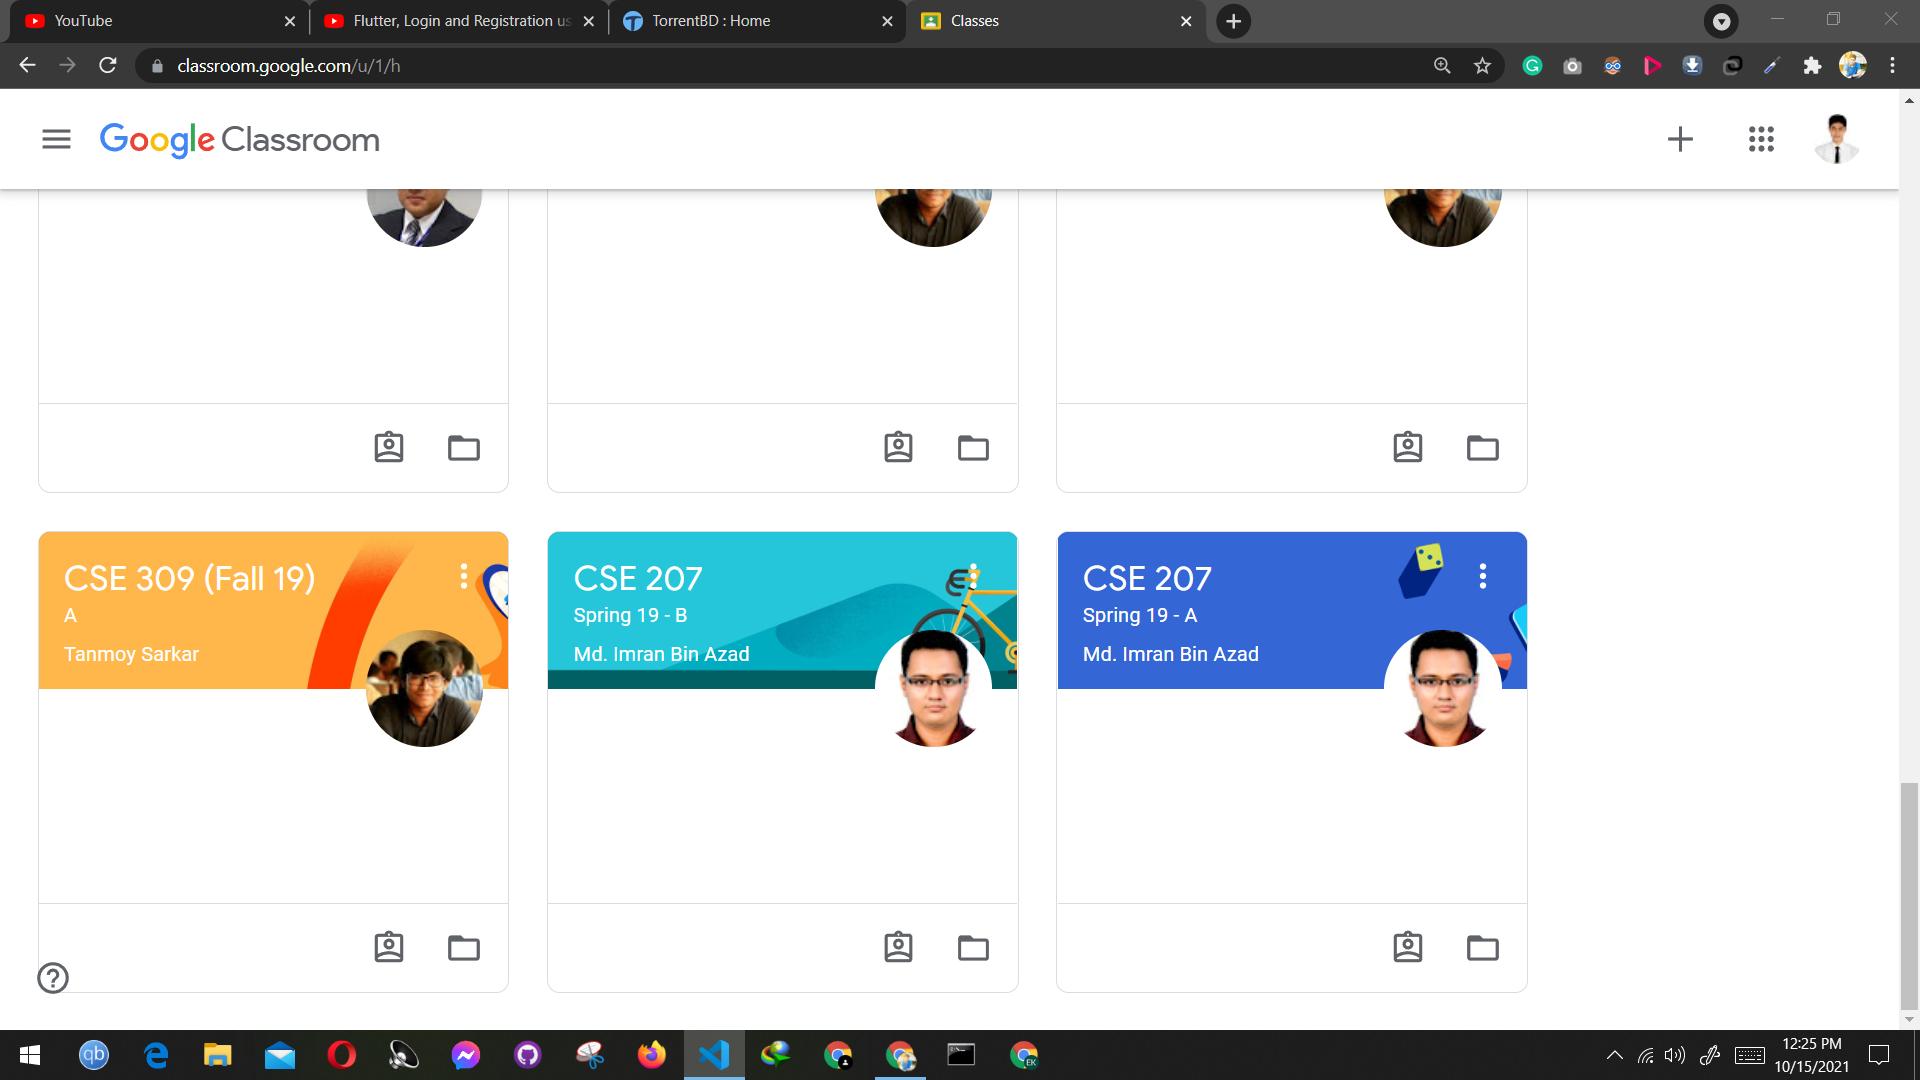 YouTube
Flutter, Login and Registration us
TorrentBD : Home
Classes
classroom.google.com/u/1/h
Google Classroom
CSE 309 (Fall 19)
A
Tanmoy Sarkar
CSE 207
Spring 19 - B
Md. Imran Bin Azad
CSE 207
Spring 19 - A
Md. Imran Bin Azad
qb
EK
12:25 PM
10/15/2021